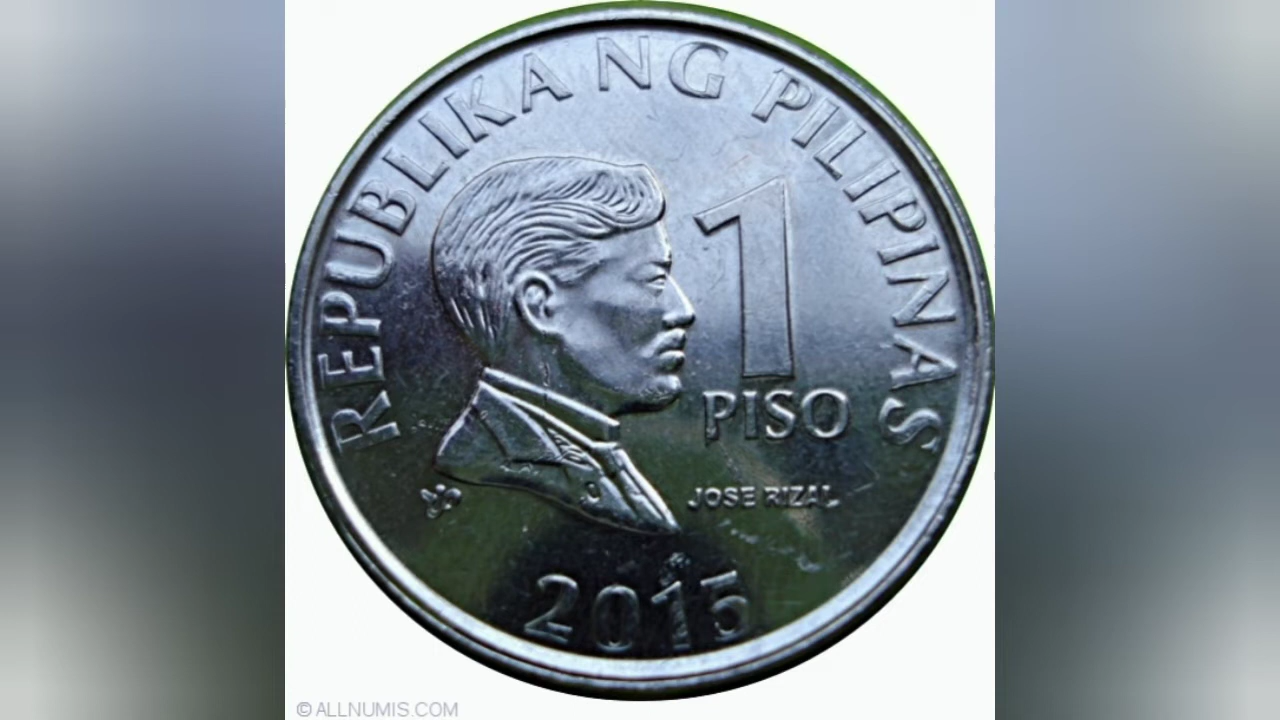 REPUBLIKA NG PILIPINAS
1
PISO
JOSE RIZAL
2015
© ALLNUMIS.COM